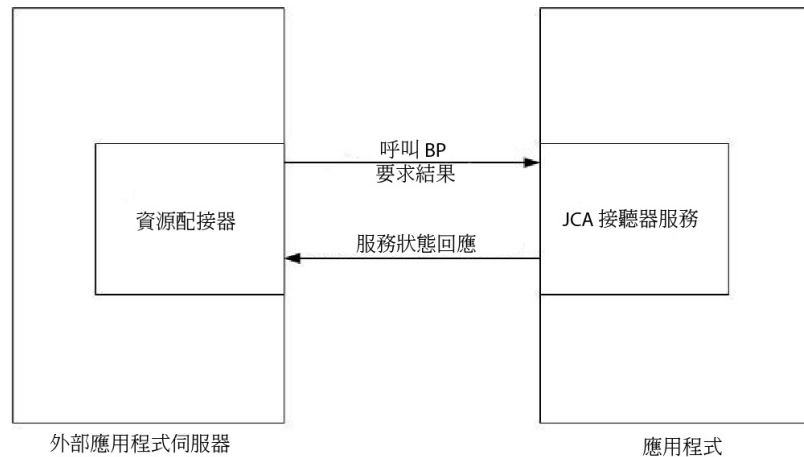 呼叫 BP
要求結果
資源配接器
JCA 接聽器服務
服務狀態回應
外部應用程式伺服器
應用程式